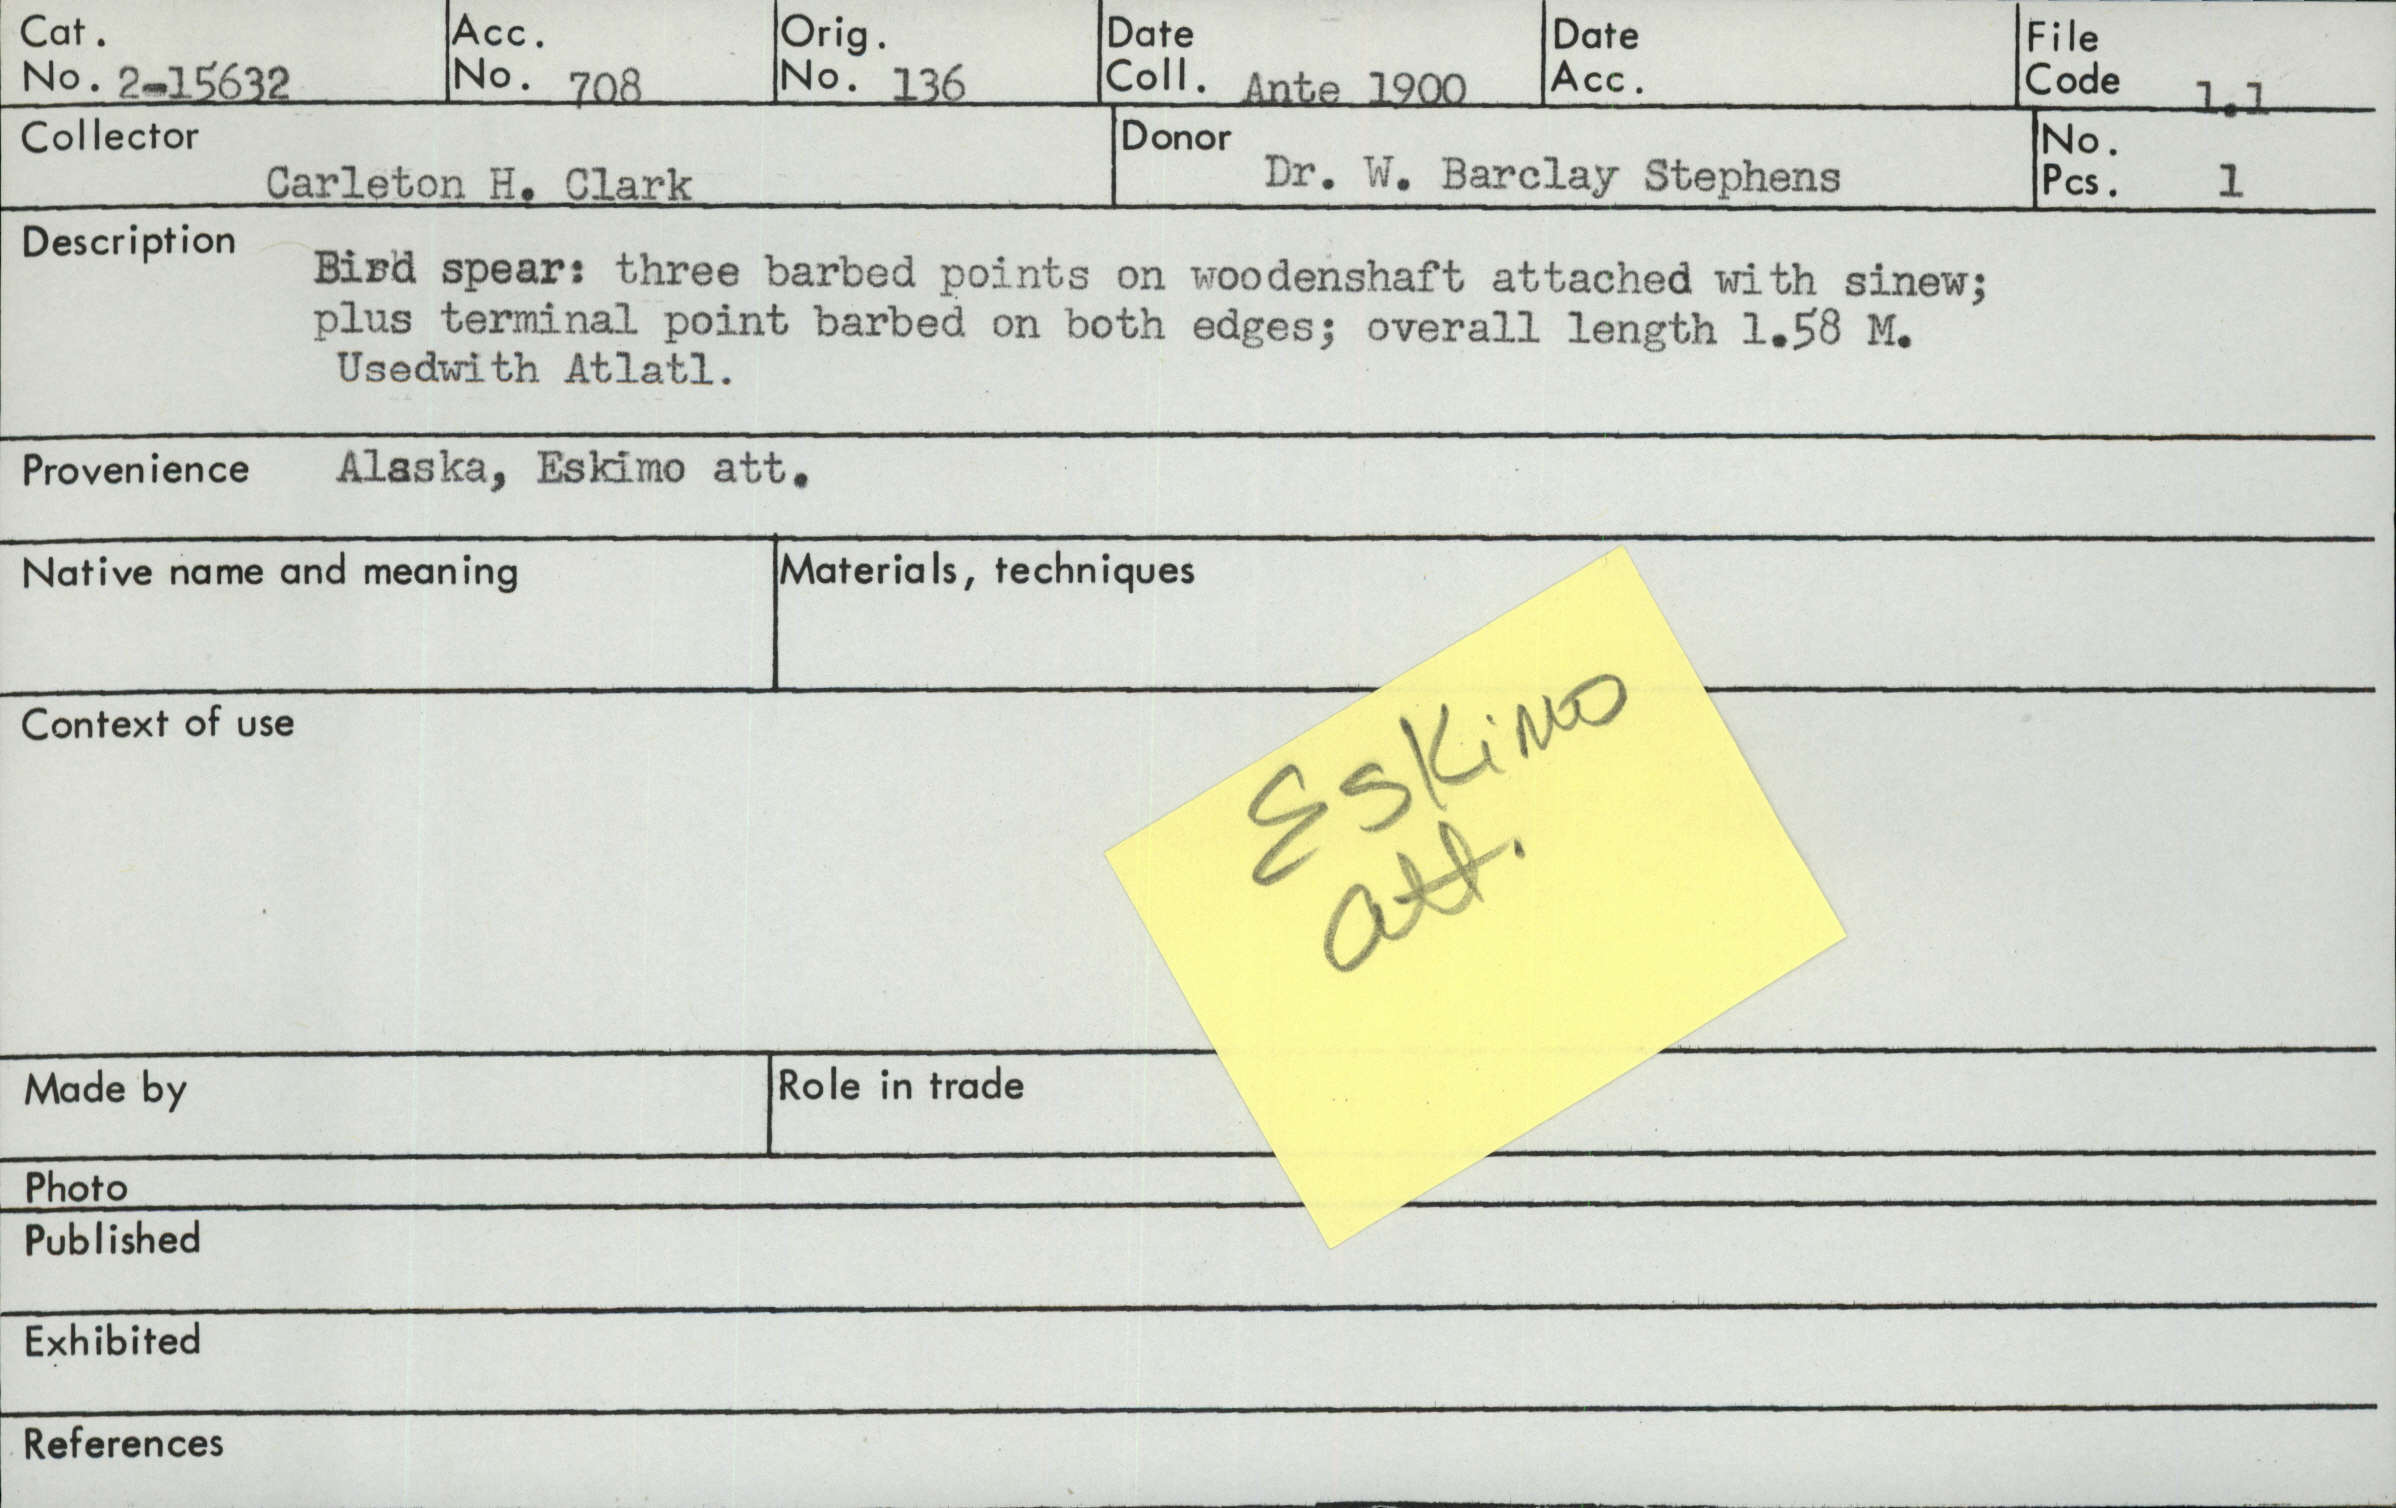 Cat. No. 2-15632
Acc. No. 708
Orig. No. 136
Date Coll. Ante 1900
Date Acc.
File Code 1.1
Collector Carleton H. Clark
Donor Dr. W. Barclay Stephens
No. Pcs. 1
Description
Bird spear: three barbed points on woodenshaft attached with sinew;
plus terminal point barbed on both edges; overall length 1.58 M.
Usedwith Atlatl.
Provenience Alaska, Eskimo att.
Native name and meaning
Materials, techniques
Context of use
Eskimo
att.
Made by
Role in trade
Photo
Published
Exhibited
References